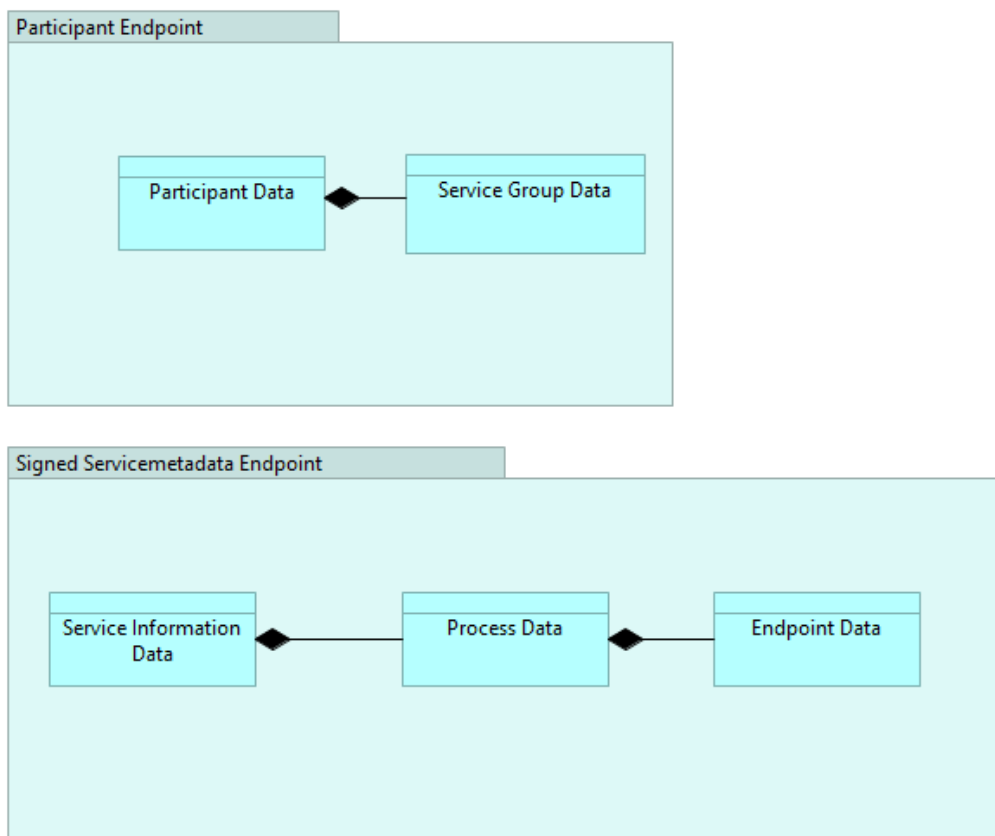 Participant Endpoint
Participant Data
Service Group Data
Signed Servicemetadata Endpoint
Service Information
Data
Process Data
Endpoint Data